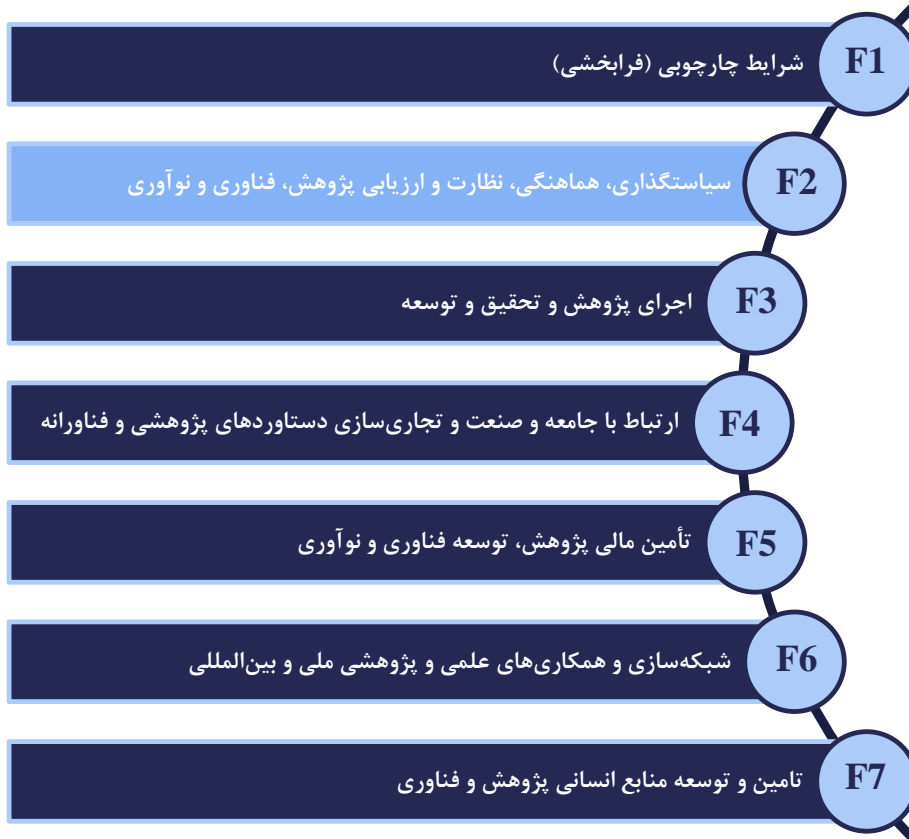 F1 شرایط چارچوبی (فرابخشی)
F2 سیاستگذاری، هماهنگی، نظارت و ارزیابی پژوهش، فناوری و نوآوری
F3 اجرای پژوهش و تحقیق و توسعه
F4 ارتباط با جامعه و صنعت و تجاری‌سازی دستاوردهای پژوهشی و فناورانه
F5 تأمین مالی پژوهش، توسعه فناوری و نوآوری
F6 شبکه‌سازی و همکاری‌های علمی و پژوهشی ملی و بین‌المللی
F7 تامین و توسعه منابع انسانی پژوهش و فناوری